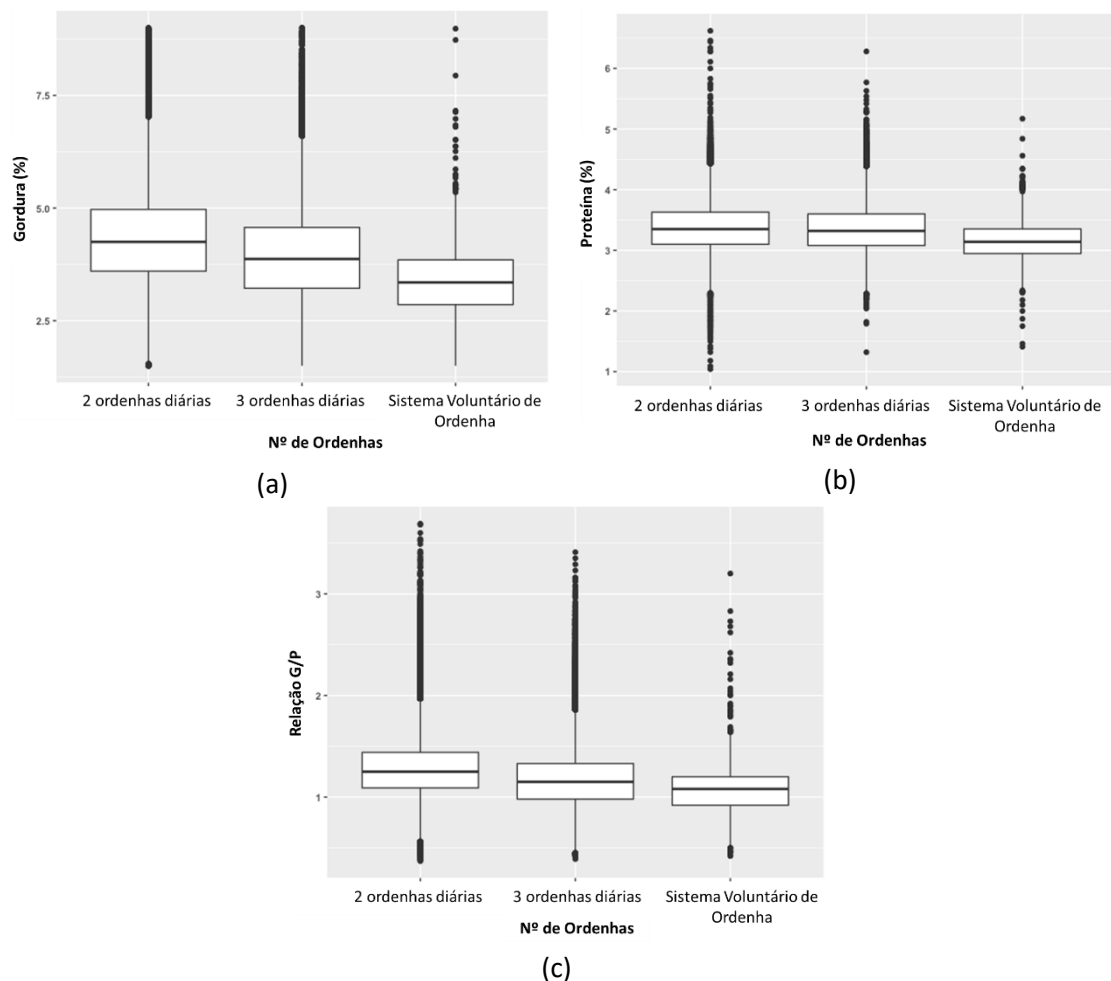 7.5
5.0
2.5
Gordura (%)
2 ordenhas diárias
3 ordenhas diárias
Sistema Voluntário de
Ordenha
Nº de Ordenhas
(a)
6
5
4
3
2
1
Proteína (%)
2 ordenhas diárias
3 ordenhas diárias
Sistema Voluntário de
Ordenha
Nº de Ordenhas
(b)
3
2
1
Relação G/P
2 ordenhas diárias
3 ordenhas diárias
Sistema Voluntário de
Ordenha
Nº de Ordenhas
(c)